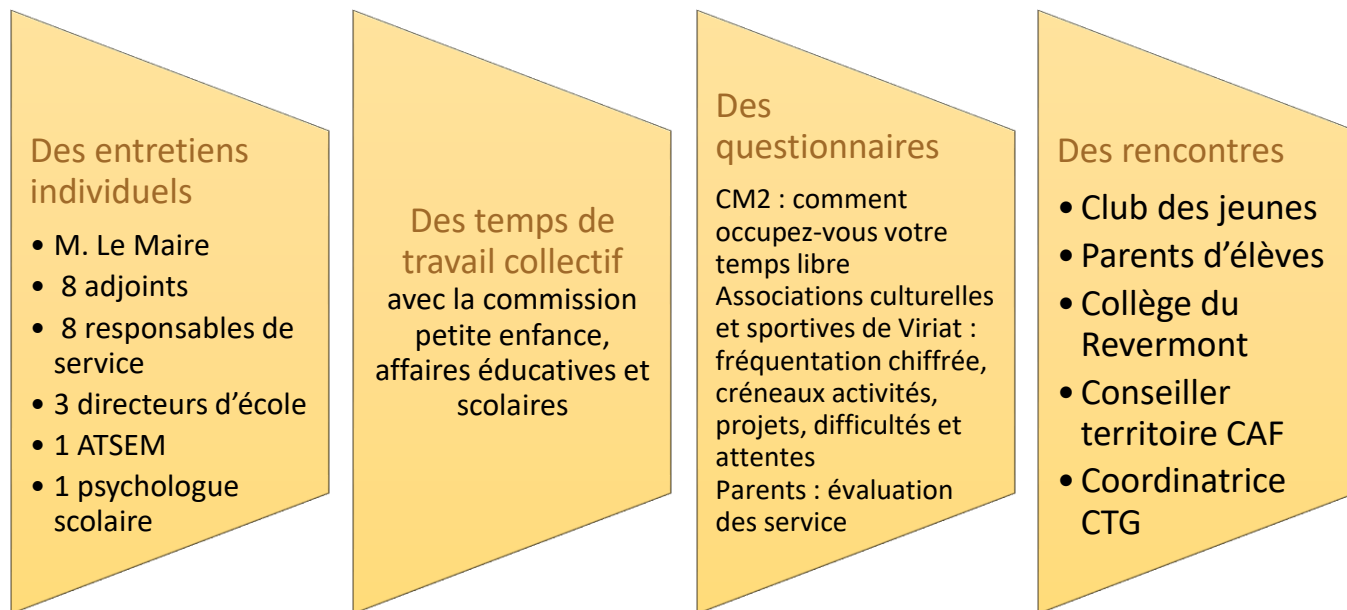 Des entretiens
individuels
• M. Le Maire
• 8 adjoints
• 8 responsables de
service
• 3 directeurs d'école
• 1 ATSEM
• 1 psychologue
scolaire
Des temps de
travail collectif
avec la commission
petite enfance,
affaires éducatives et
scolaires
Des
questionnaires
CM2 : comment
occupez-vous votre
temps libre
Associations culturelles
et sportives de Viriat :
fréquentation chiffrée,
créneaux activités,
projets, difficultés et
attentes
Parents : évaluation
des service
Des rencontres
• Club des jeunes
• Parents d'élèves
• Collège du
Revermont
• Conseiller
territoire CAF
• Coordinatrice
CTG